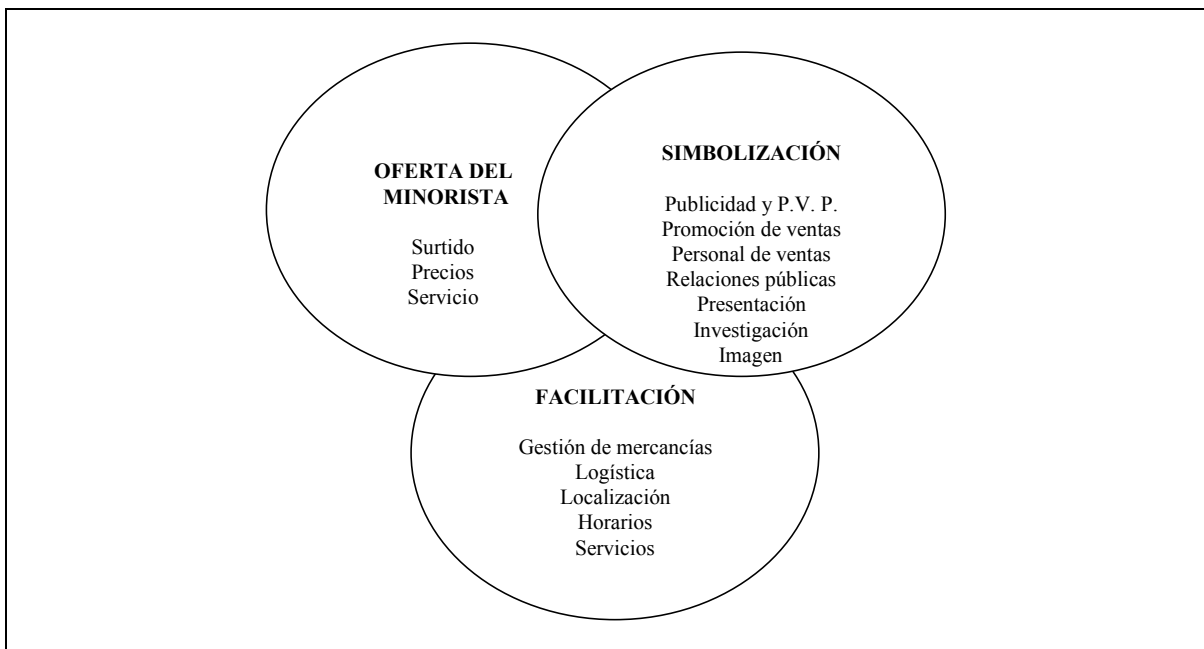 OFERTA DEL
MINORISTA
Surtido
Precios
Servicio
SIMBOLIZACIÓN
Publicidad y P.V. P.
Promoción de ventas
Personal de ventas
Relaciones públicas
Presentación
Investigación
Imagen
FACILITACIÓN
Gestión de mercancías
Logística
Localización
Horarios
Servicios